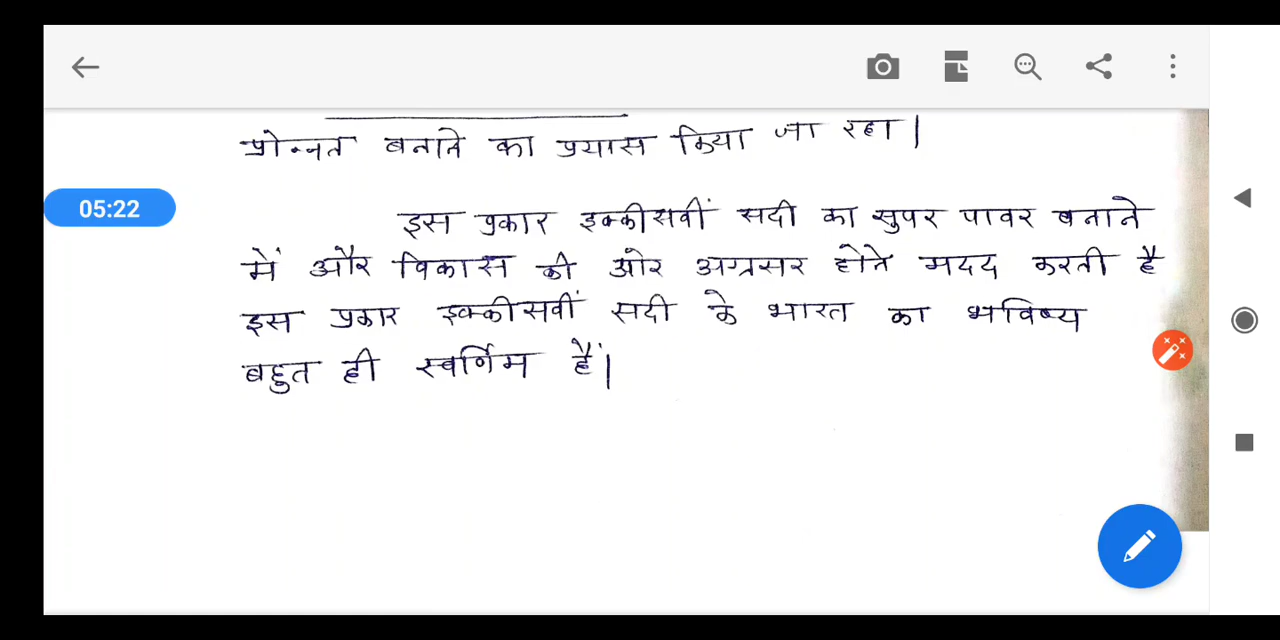 प्रोन्नत बनाते का प्रयास किया जा रहा|
05:22
इस प्रकार इक्कीसवीं सदी का सुपर पावर बनाने
में और विकास की ओर अग्रसर होते मदद करती है
इस प्रकार इक्कीसवीं सदी के भारत का भविष्य
बहुत ही स्वर्णिम हैं|